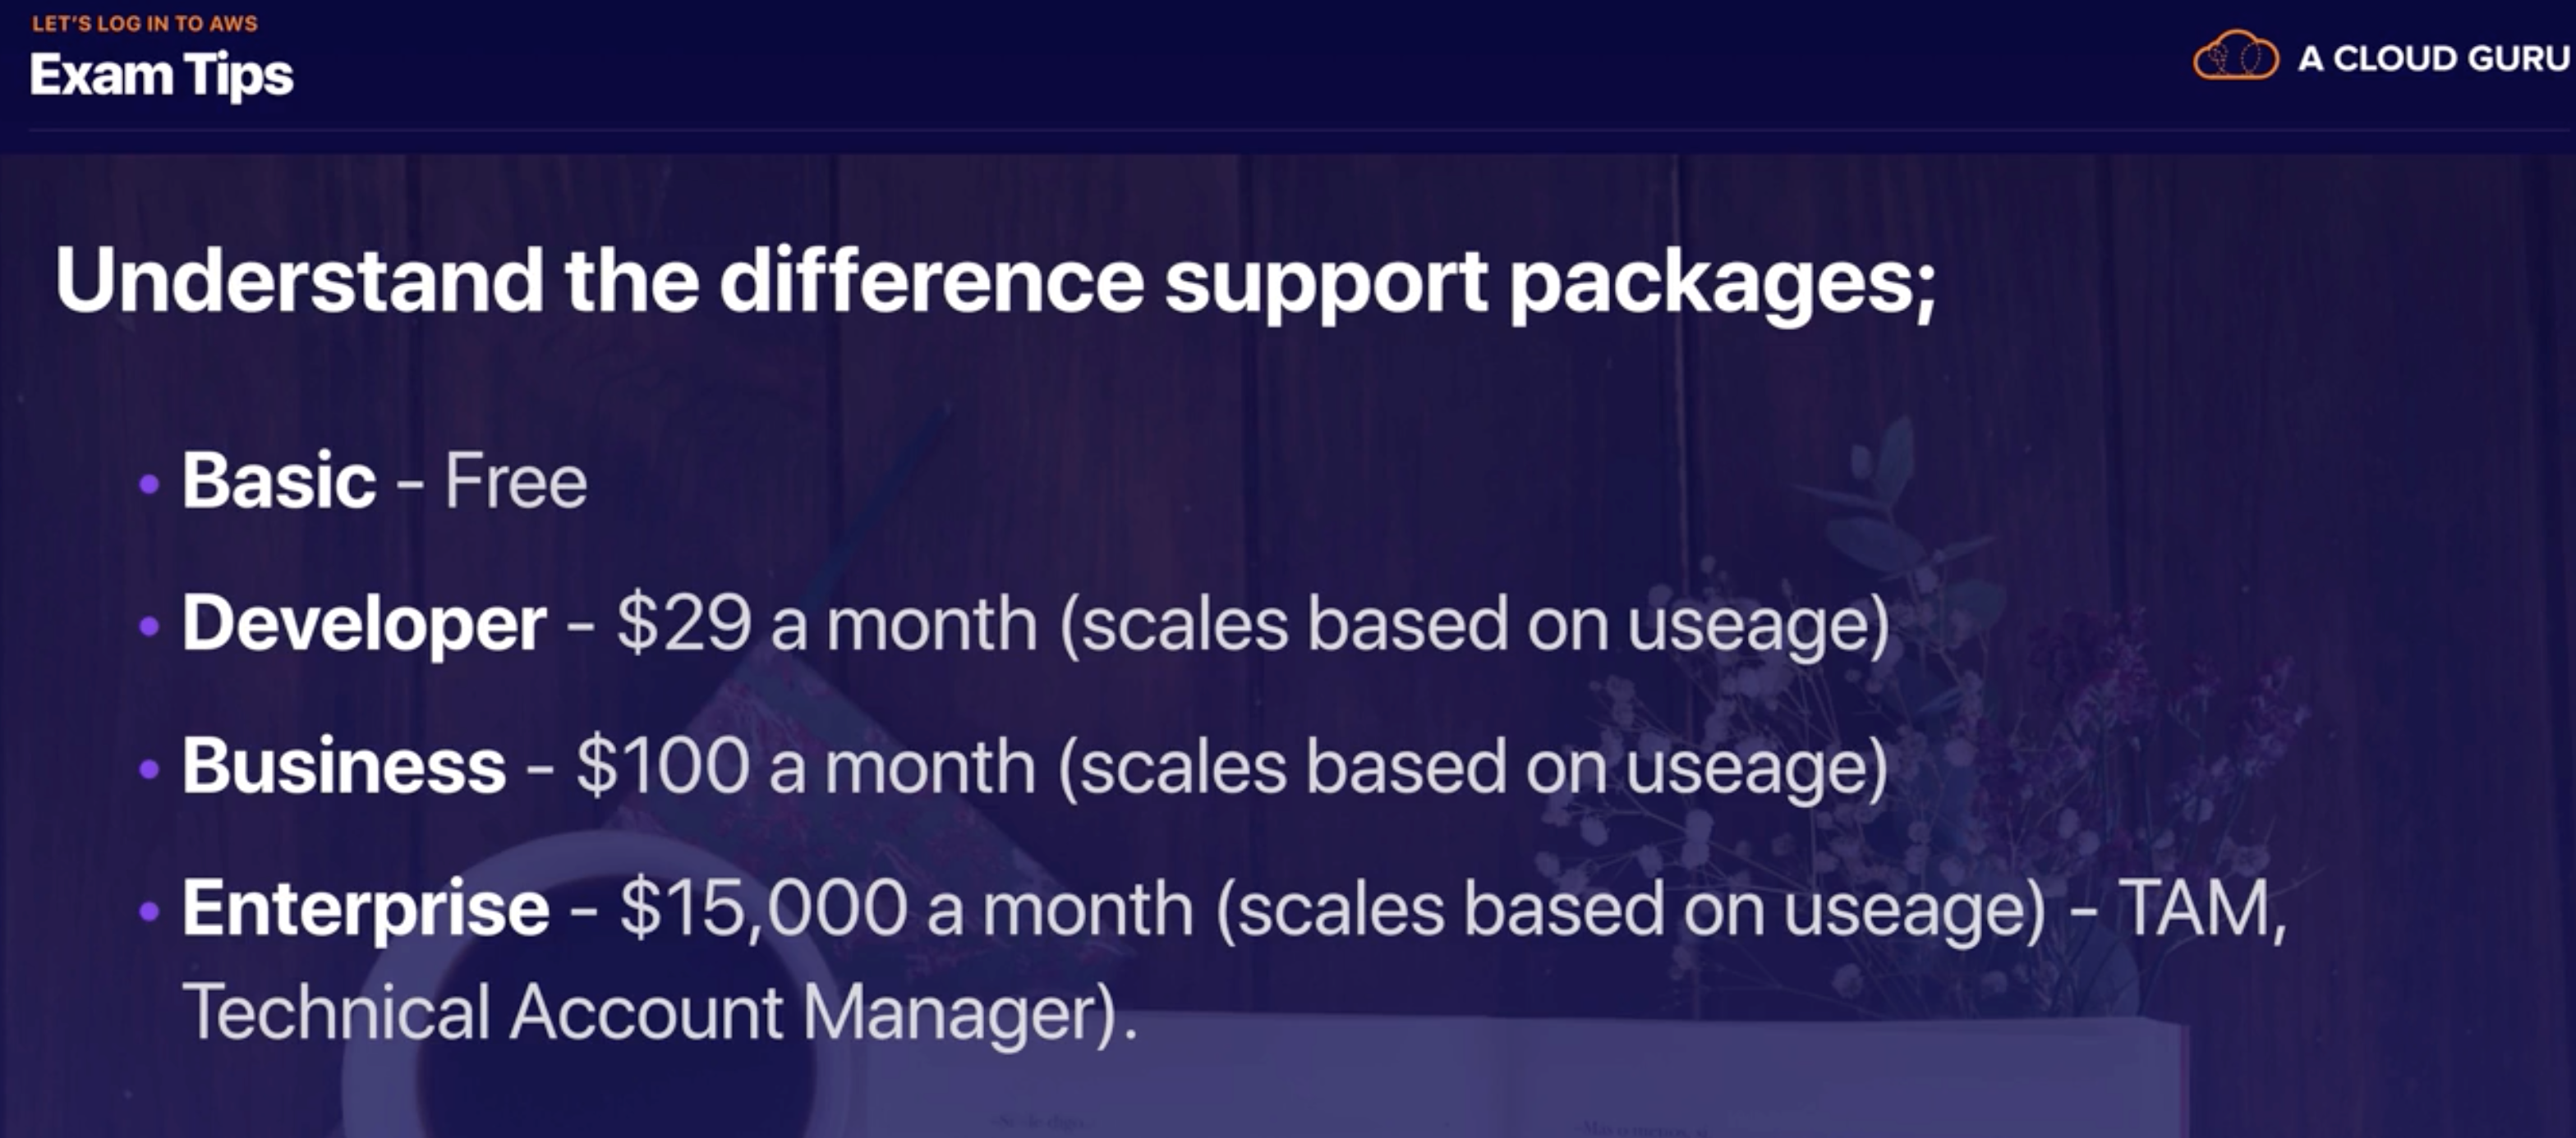 LET'S LOG IN TO AWS
Exam Tips
A CLOUD GURU
Understand the difference support packages;
• Basic - Free
• Developer - $29 a month (scales based on useage)
• Business - $100 a month (scales based on useage)
• Enterprise - $15,000 a month (scales based on useage) - TAM,
Technical Account Manager).